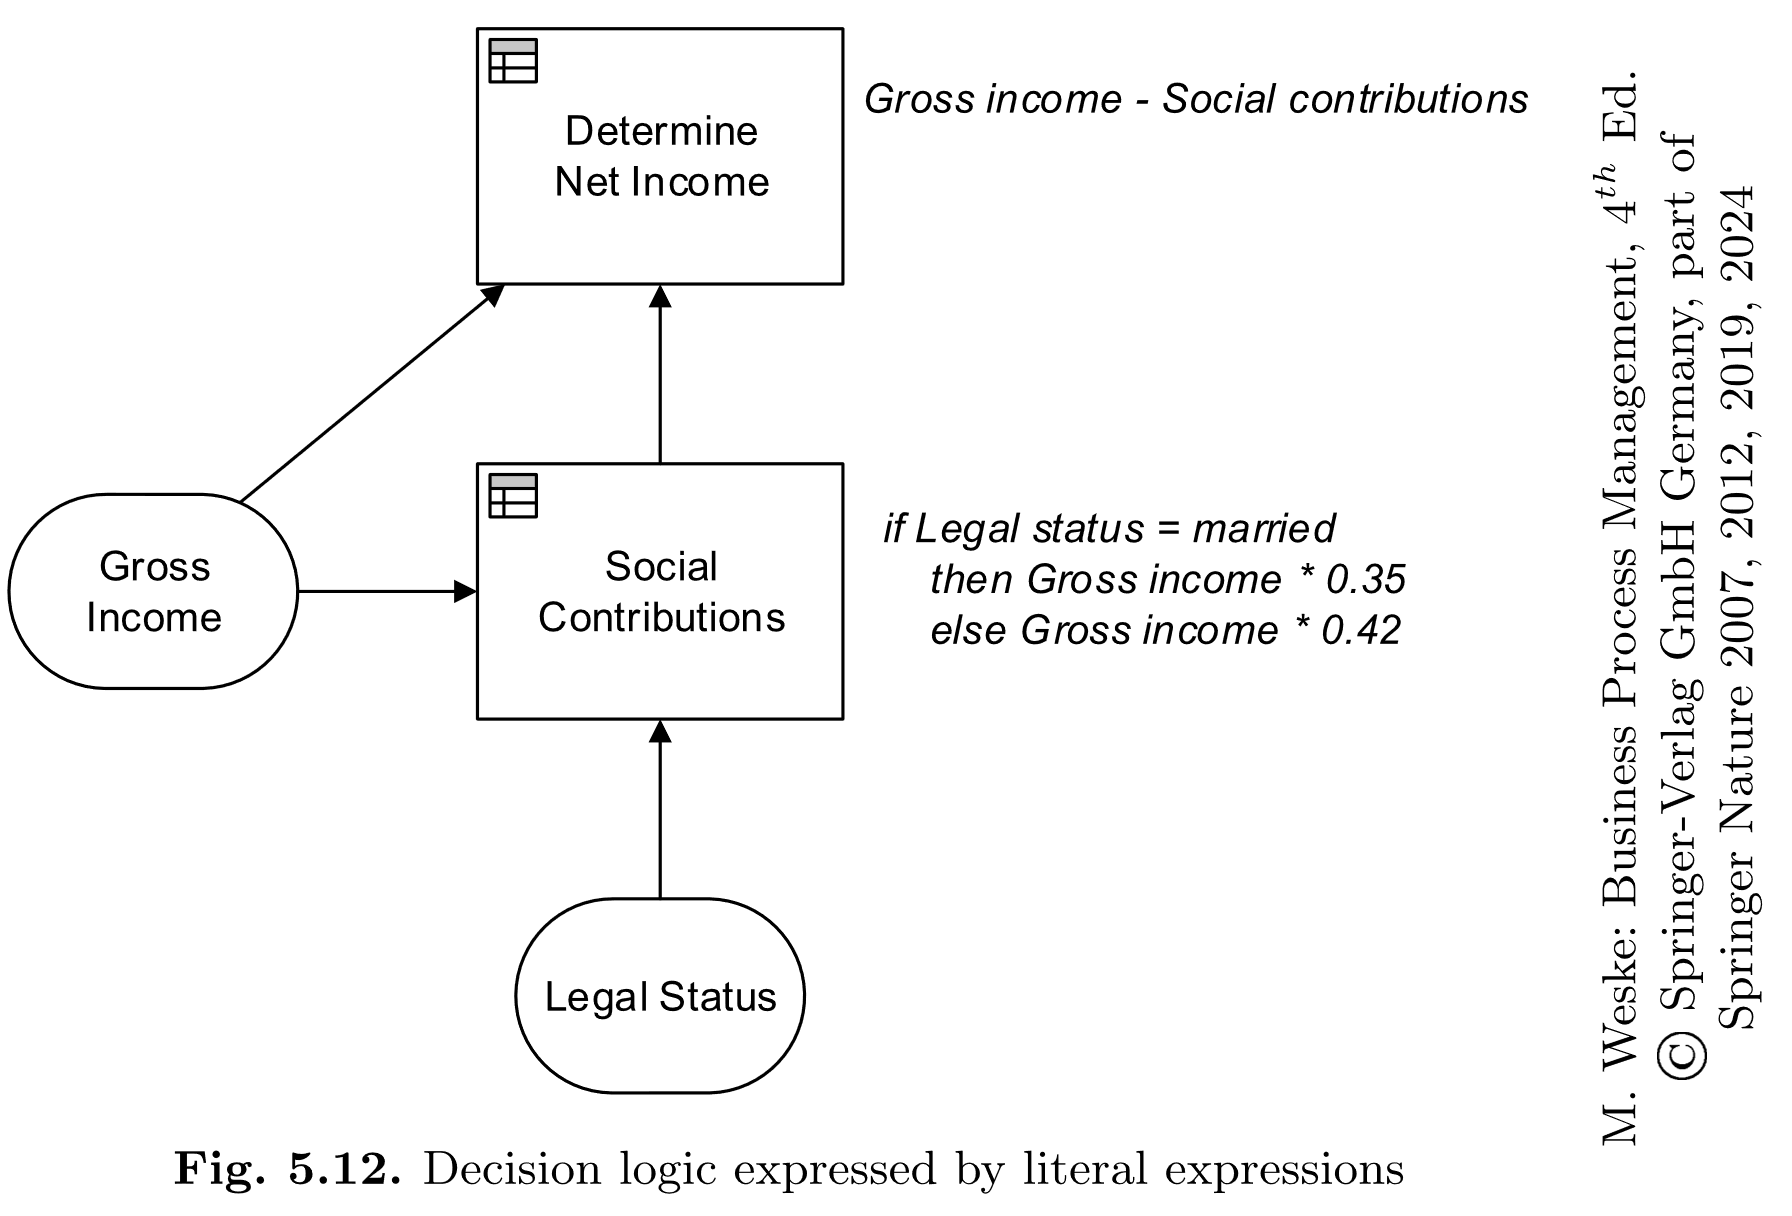 Determine
Net Income
Gross income - Social contributions
Gross
Income
Social
Contributions
if Legal status = married
then Gross income * 0.35
else Gross income * 0.42
Legal Status
Fig. 5.12. Decision logic expressed by literal expressions
M. Weske: Business Process Management, 4th Ed.
© Springer-Verlag GmbH Germany, part of
Springer Nature 2007, 2012, 2019, 2024